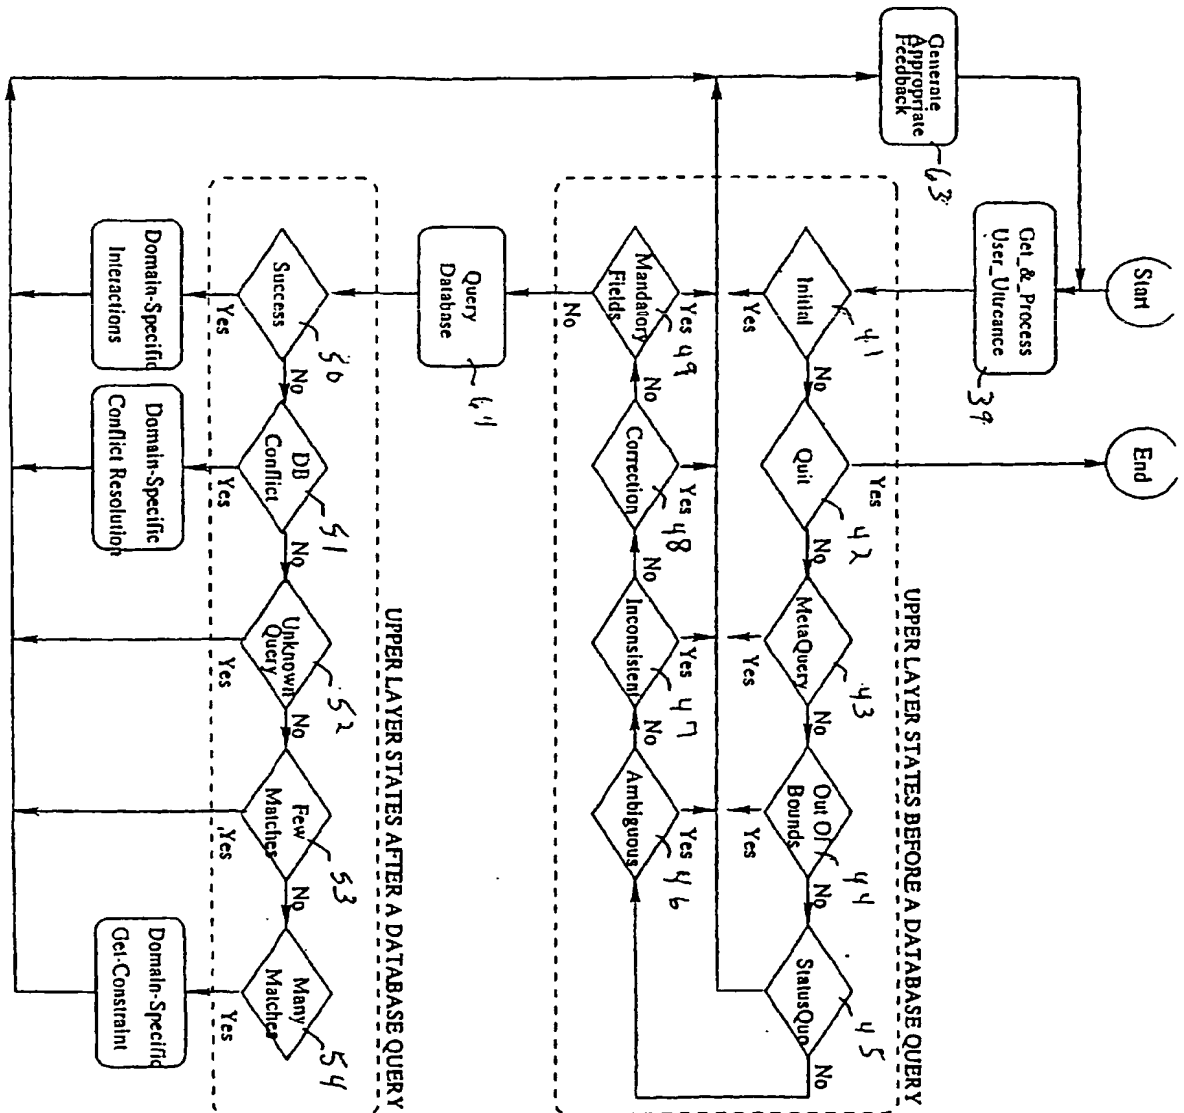 Start
End
Get_&_Process
User_Utterance
39
Generate
Appropriate
Feedback
63
UPPER LAYER STATES BEFORE A DATABASE QUERY
Initial
41
Yes
No
Quit
42
Yes
No
MetaQuery
43
Yes
No
Out Of
Bounds
44
Yes
No
StatusQuo
45
No
Ambiguous
46
Yes
No
Inconsistent
47
Yes
No
Correction
48
Yes
No
Mandatory
Fields
49
Yes
No
Query
Database
64
UPPER LAYER STATES AFTER A DATABASE QUERY
Success
50
Yes
No
DB
Conflict
51
Yes
No
Unknown
Query
52
Yes
No
Few
Matches
53
Yes
No
Many
Matches
54
Yes
Domain-Specific
Interactions
Domain-Specific
Conflict Resolution
Domain-Specific
Get-Constraint